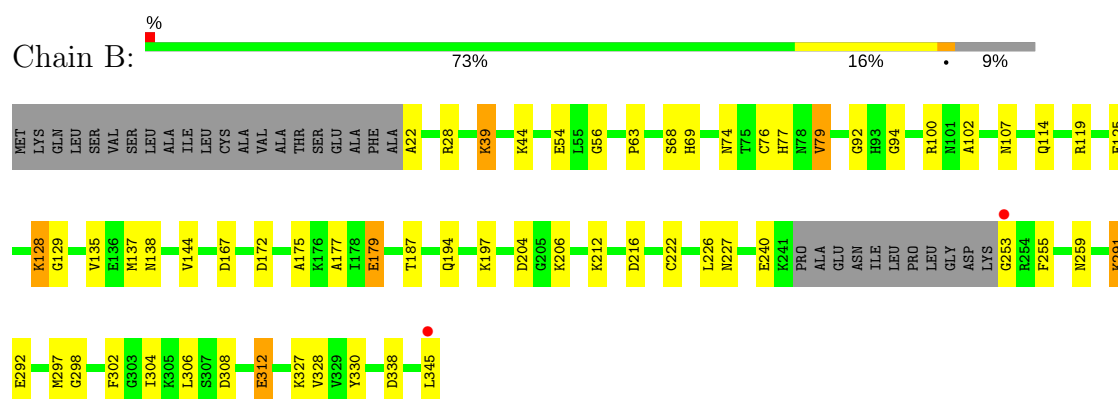 %
Chain B:
73% 16% • 9%
MET LYS GLN LEU SER VAL SER LEU ALA ILE LEU CYS ALA VAL ALA THR SER GLU ALA PHE ALA A22 R28 K39 K44 E54 L55 G56 P63 S68 H69 N74 T75 C76 H77 N78 V79 G92 H93 G94 R100 N101 A102 N107 Q114 R119
K128 G129 V135 E136 M137 N138 V144 D167 D172 A175 K176 A177 I178 E179 T187 Q194 K197 D204 G205 K206 K212 D216 C222 L226 N227 E240 K241 PRO ALA GLU ASN ILE LEU PRO LEU GLY ASP LYS G253 R254 F255 N259 K291
E292 M297 G298 F302 G303 I304 K305 L306 S307 D308 E312 K327 V328 V329 Y330 D338 L345